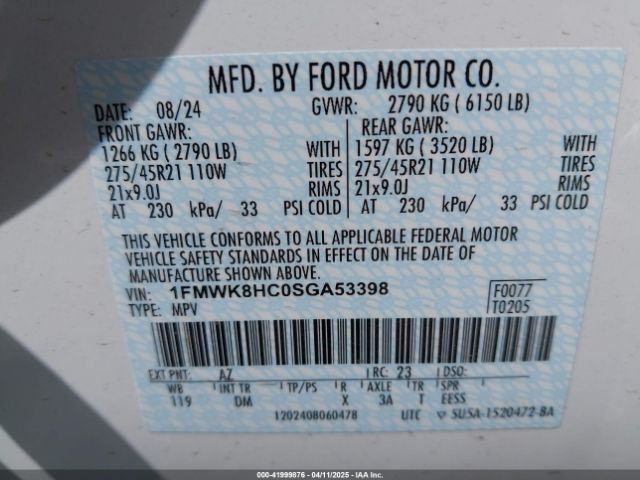 MFD. BY FORD MOTOR CO.
DATE: 08/24 GVWR: 2790 KG ( 6150 LB)
FRONT GAWR: REAR GAWR:
1266 KG ( 2790 LB) WITH 1597 KG ( 3520 LB) WITH
275/45R21 110W TIRES 275/45R21 110W TIRES
21x9.0J RIMS 21x9.0J RIMS
AT 230 kPa/ 33 PSI COLD AT 230 kPa/ 33 PSI COLD
THIS VEHICLE CONFORMS TO ALL APPLICABLE FEDERAL MOTOR
VEHICLE SAFETY STANDARDS IN EFFECT ON THE DATE OF
MANUFACTURE SHOWN ABOVE.
VIN: 1FMWK8HC0SGA53398 F0077
TYPE: MPV T0205
EXT PNT: AZ RC: 23 DSO:
WB INT TR TP/PS R AXLE TR SPR
119 DM X 3A T EESS
1202408060478 UTC ▽ SUSA-1520472-BA
000-41999876 - 04/11/2025 - IAAI.COM